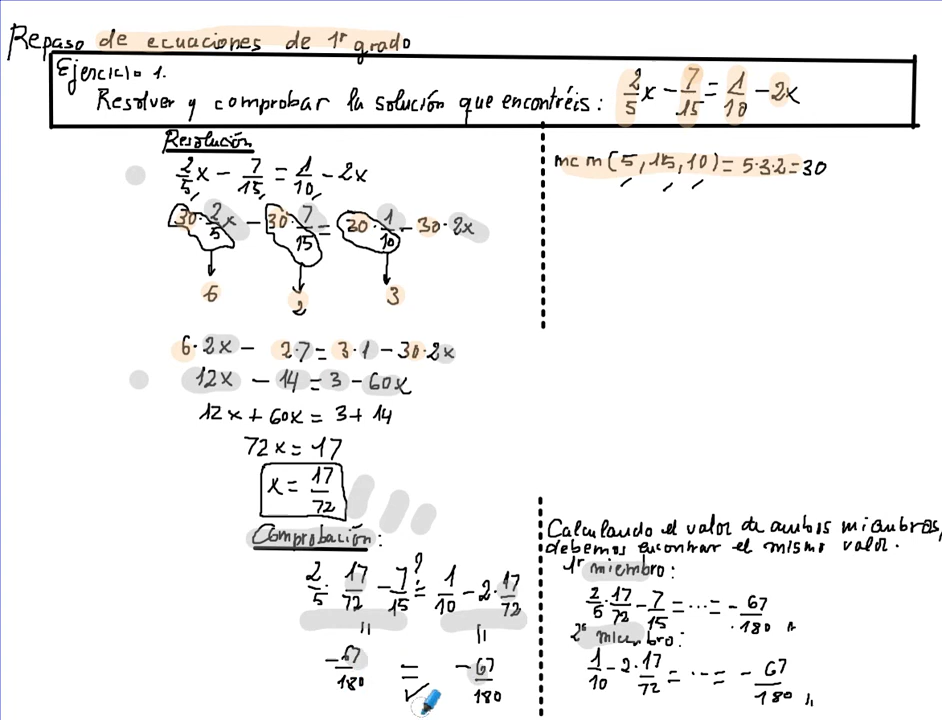 Repaso de ecuaciones de 1r grado
Ejercicio 1.
Resolver y comprobar la solución que encontréis: 2/5 x - 7/15 = 1/10 - 2x
Resolución
2/5 x - 7/15 = 1/10 - 2x
30 · 2/5 x - 30 · 7/15 = 30 · 1/10 - 30 · 2x
6 2 3
6·2x - 2·7 = 3·1 - 30·2x
12x - 14 = 3 - 60x
12x + 60x = 3 + 14
72x = 17
x = 17/72
mcm(5, 15, 10) = 5·3·2 = 30
Comprobación:
2/5 · 17/72 - 7/15 =? 1/10 - 2 · 17/72
= =
-67/180 = -67/180
✓
Calculando el valor de ambos miembros,
debemos encontrar el mismo valor.
1r miembro:
2/5 · 17/72 - 7/15 = ··· = - 67/180 //
2º miembro:
1/10 - 2 · 17/72 = ··· = - 67/180 //